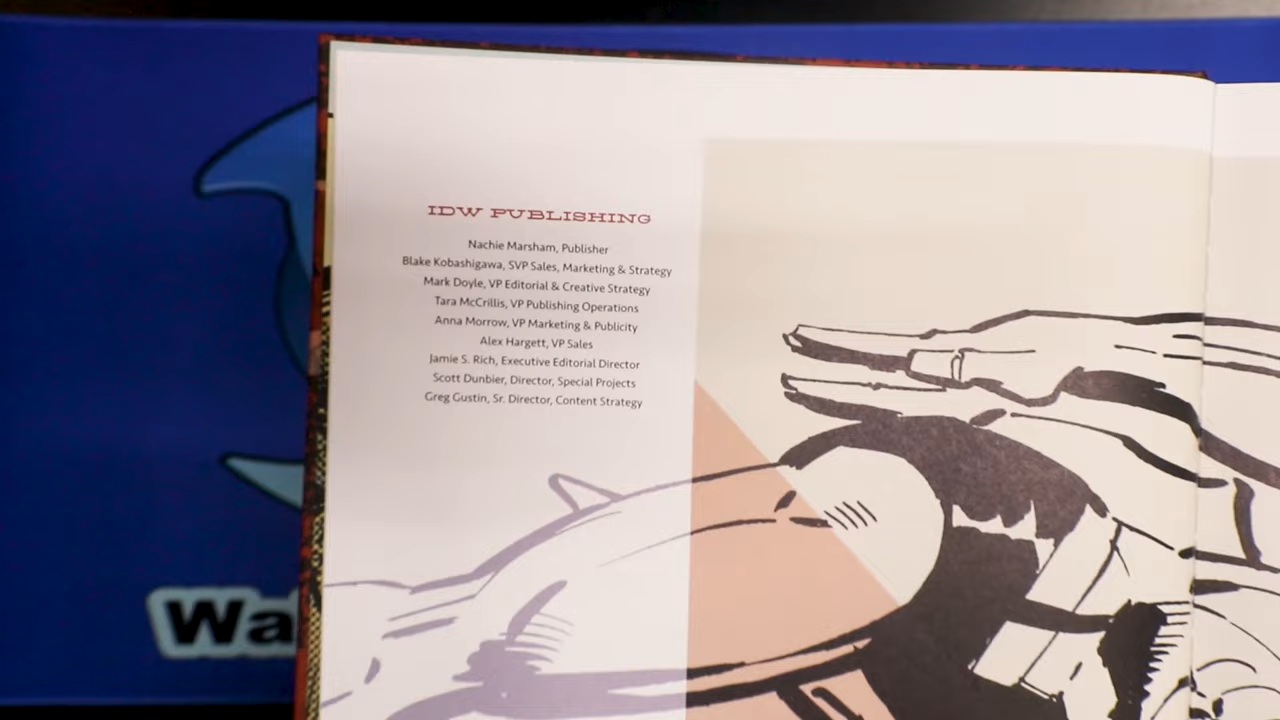 IDW PUBLISHING
Nachie Marsham, Publisher
Blake Kobashigawa, SVP Sales, Marketing & Strategy
Mark Doyle, VP Editorial & Creative Strategy
Tara McCrillis, VP Publishing Operations
Anna Morrow, VP Marketing & Publicity
Alex Hargett, VP Sales
Jamie S. Rich, Executive Editorial Director
Scott Dunbier, Director, Special Projects
Greg Gustin, Sr. Director, Content Strategy
Wa